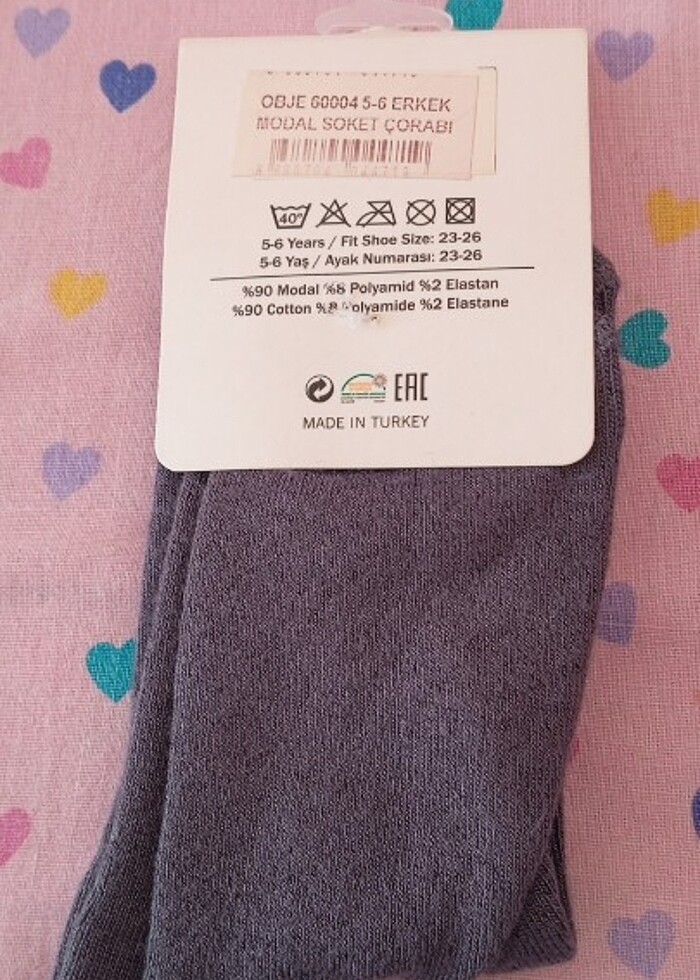 OBJE 60004 5-6 ERKEK
MODAL SOKET ÇORABI
40°
5-6 Years / Fit Shoe Size: 23-26
5-6 Yaş / Ayak Numarası: 23-26
%90 Modal %8 Polyamid %2 Elastan
%90 Cotton %8 Polyamide %2 Elastane
EAC
MADE IN TURKEY